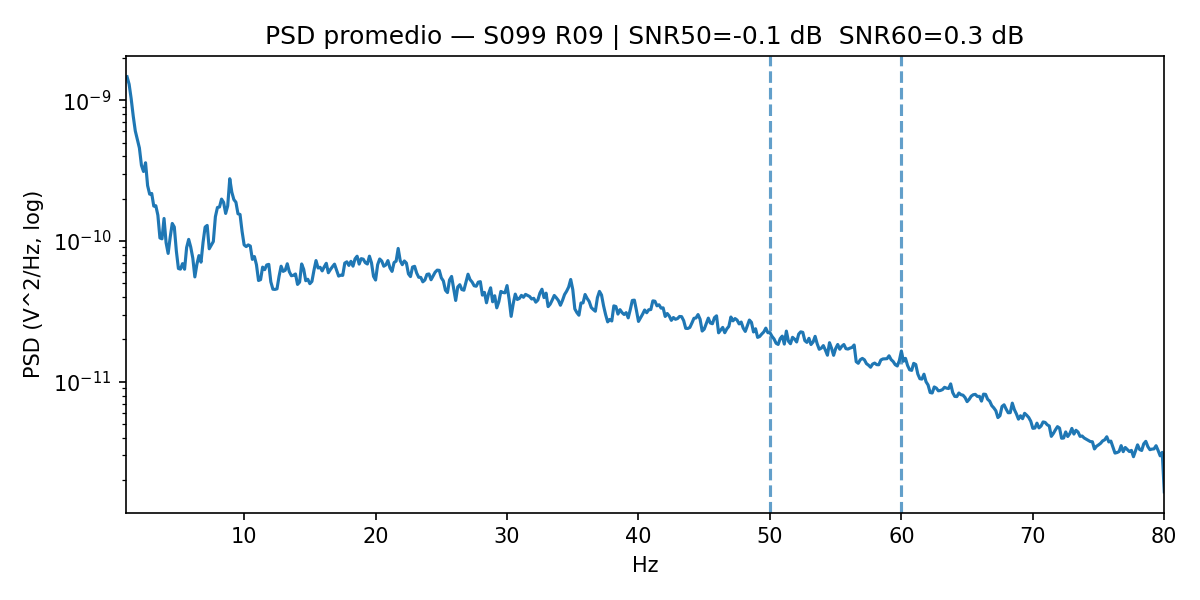 PSD promedio — S099 R09 | SNR50=-0.1 dB  SNR60=0.3 dB
PSD (V^2/Hz, log)
10⁻⁹
10⁻¹⁰
10⁻¹¹
10 20 30 40 50 60 70 80
Hz